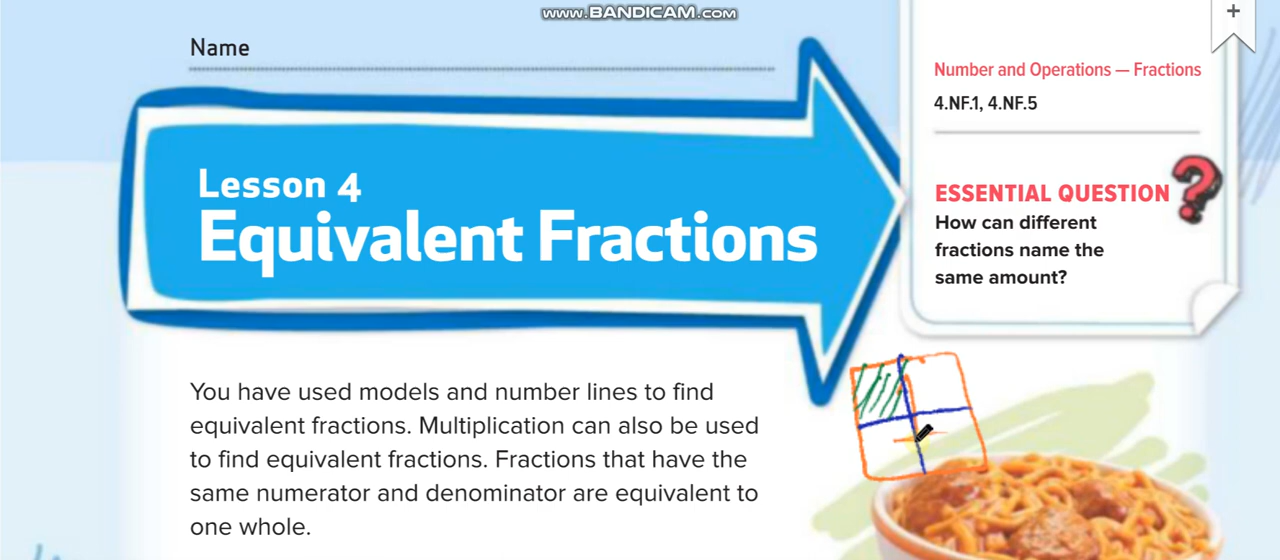 www.BANDICAM.com
Name
Lesson 4
Equivalent Fractions
Number and Operations — Fractions
4.NF.1, 4.NF.5
ESSENTIAL QUESTION
How can different
fractions name the
same amount?
You have used models and number lines to find
equivalent fractions. Multiplication can also be used
to find equivalent fractions. Fractions that have the
same numerator and denominator are equivalent to
one whole.